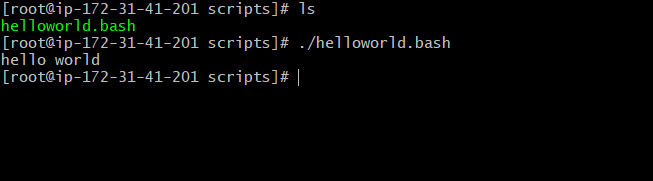 [root@ip-172-31-41-201 scripts]# ls
helloworld.bash
[root@ip-172-31-41-201 scripts]# ./helloworld.bash
hello world
[root@ip-172-31-41-201 scripts]#